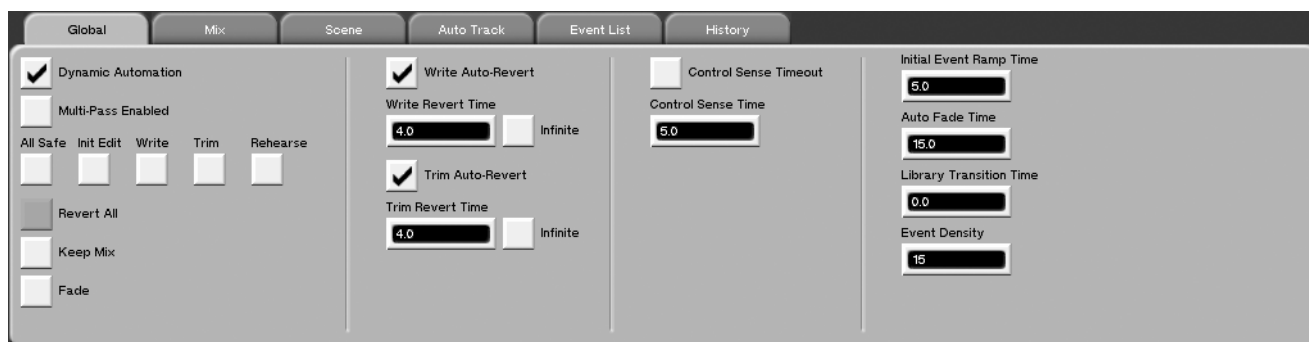 Global Mix Scene Auto Track Event List History
Dynamic Automation
Multi-Pass Enabled
All Safe Init Edit Write Trim Rehearse
Revert All
Keep Mix
Fade
Write Auto-Revert
Write Revert Time
4.0 Infinite
Trim Auto-Revert
Trim Revert Time
4.0 Infinite
Control Sense Timeout
Control Sense Time
5.0
Initial Event Ramp Time
5.0
Auto Fade Time
15.0
Library Transition Time
0.0
Event Density
15